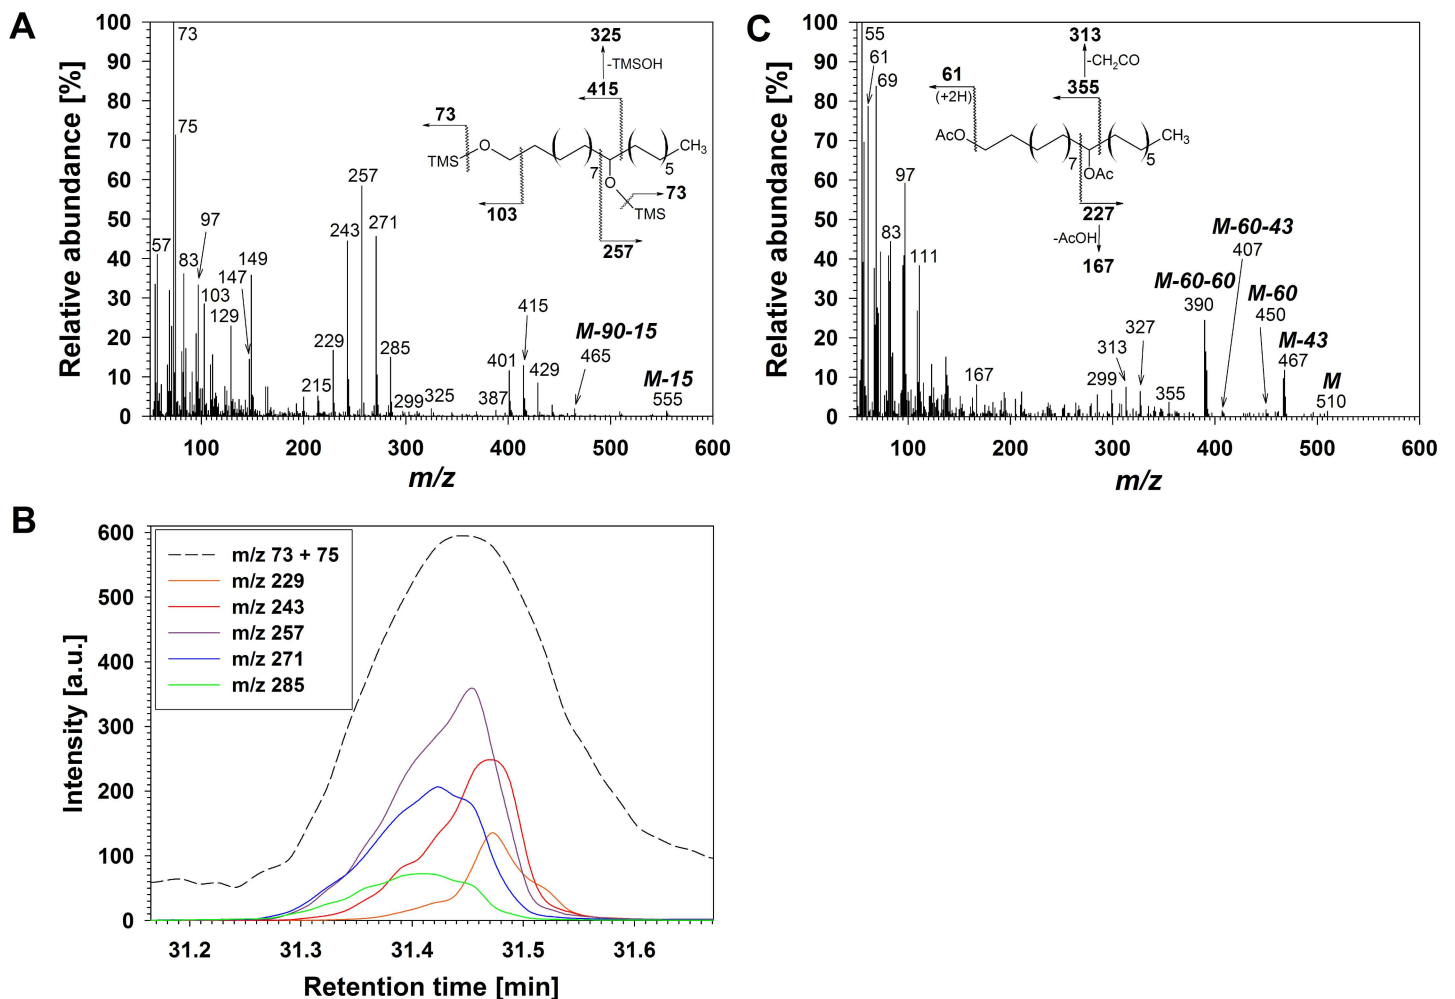 A
Relative abundance [%]
100
90
80
70
60
50
40
30
20
10
0
73
75
57
83
97
147
149
103
129
215
229
243
257
271
285
299
325
387
401
415
429
M-90-15
465
M-15
555
325
-TMSOH
415
73
TMS
O
7
5
CH3
O
TMS
73
103
257
100
200
300
400
500
600
m/z
C
Relative abundance [%]
100
90
80
70
60
50
40
30
20
10
0
55
61
69
97
83
111
167
299
313
327
355
M-60-60
390
M-60-43
407
M-60
450
M-43
467
M
510
313
-CH2CO
355
61
(+2H)
AcO
7
5
CH3
OAc
227
-AcOH
167
100
200
300
400
500
600
m/z
B
Intensity [a.u.]
600
500
400
300
200
100
0
m/z 73 + 75
m/z 229
m/z 243
m/z 257
m/z 271
m/z 285
31.2
31.3
31.4
31.5
31.6
Retention time [min]